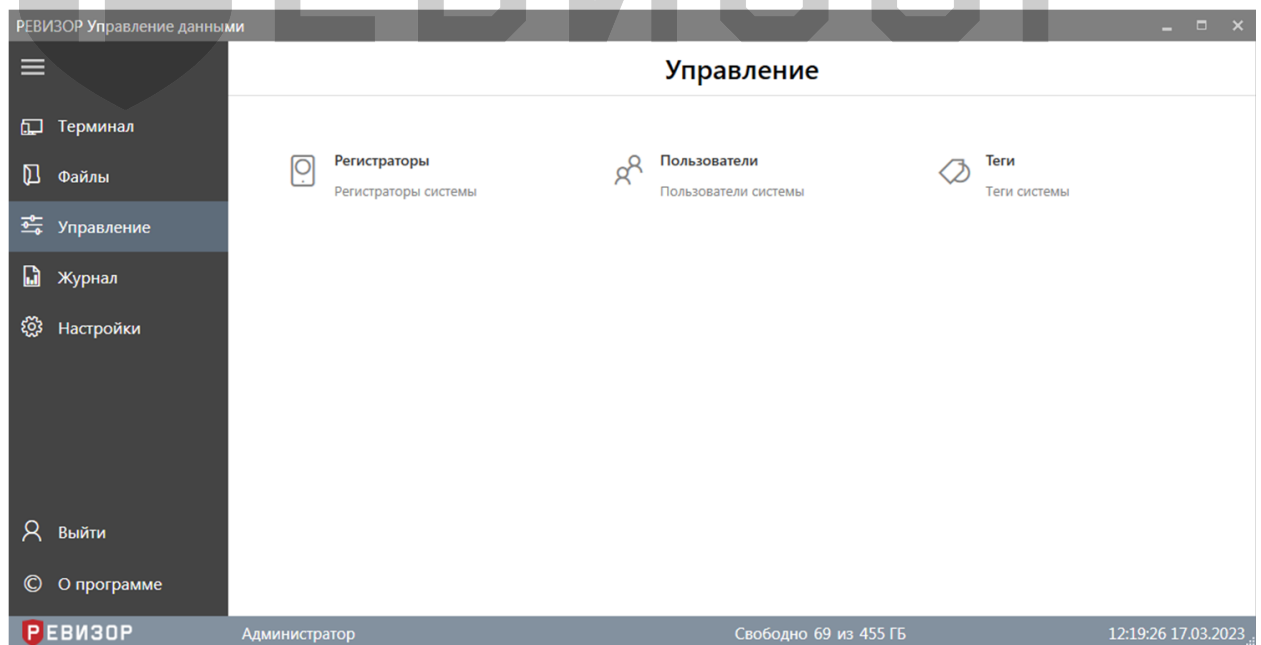 РЕВИЗОР Управление данными
Управление
Терминал
Файлы
Управление
Журнал
Настройки
Регистраторы
Регистраторы системы
Пользователи
Пользователи системы
Теги
Теги системы
Выйти
© О программе
РЕВИЗОР
Администратор
Свободно 69 из 455 ГБ
12:19:26 17.03.2023